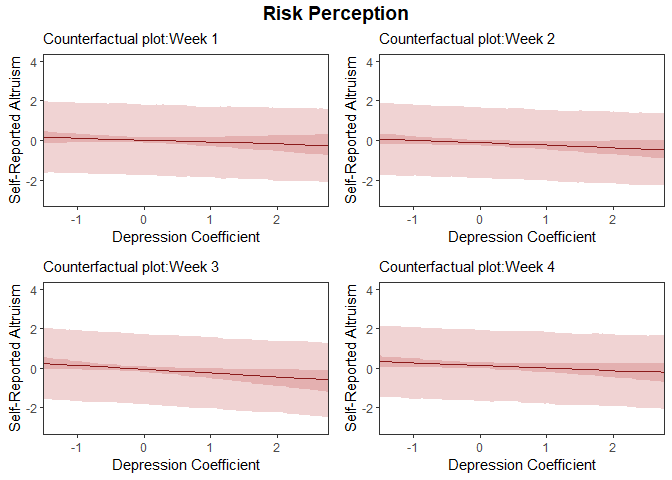 Risk Perception
Counterfactual plot:Week 1
Self-Reported Altruism
4
2
0
-2
-1
0
1
2
Depression Coefficient
Counterfactual plot:Week 2
Self-Reported Altruism
4
2
0
-2
-1
0
1
2
Depression Coefficient
Counterfactual plot:Week 3
Self-Reported Altruism
4
2
0
-2
-1
0
1
2
Depression Coefficient
Counterfactual plot:Week 4
Self-Reported Altruism
4
2
0
-2
-1
0
1
2
Depression Coefficient